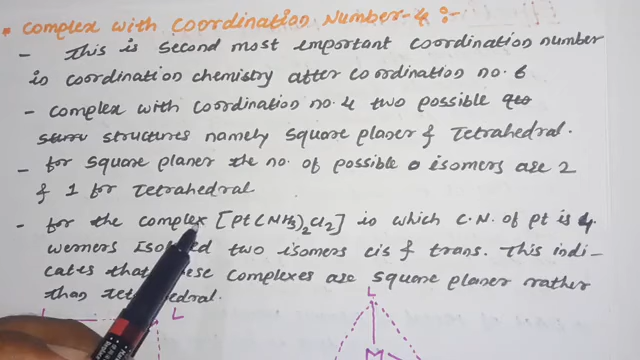 • Complex with Coordination Number-4 :-
- This is second most important coordination number
in coordination chemistry after coordination no. 6
- Complex with coordination no. 4 two possible
structures namely square planer & Tetrahedral.
- for square planer the no. of possible isomers are 2
& 1 for Tetrahedral
- for the complex [Pt(NH3)2Cl2] in which C.N. of Pt is 4.
werners two isomers cis & trans. This indi-
cates that these complexes are square planer rather
than tetrahedral.
L L L
M